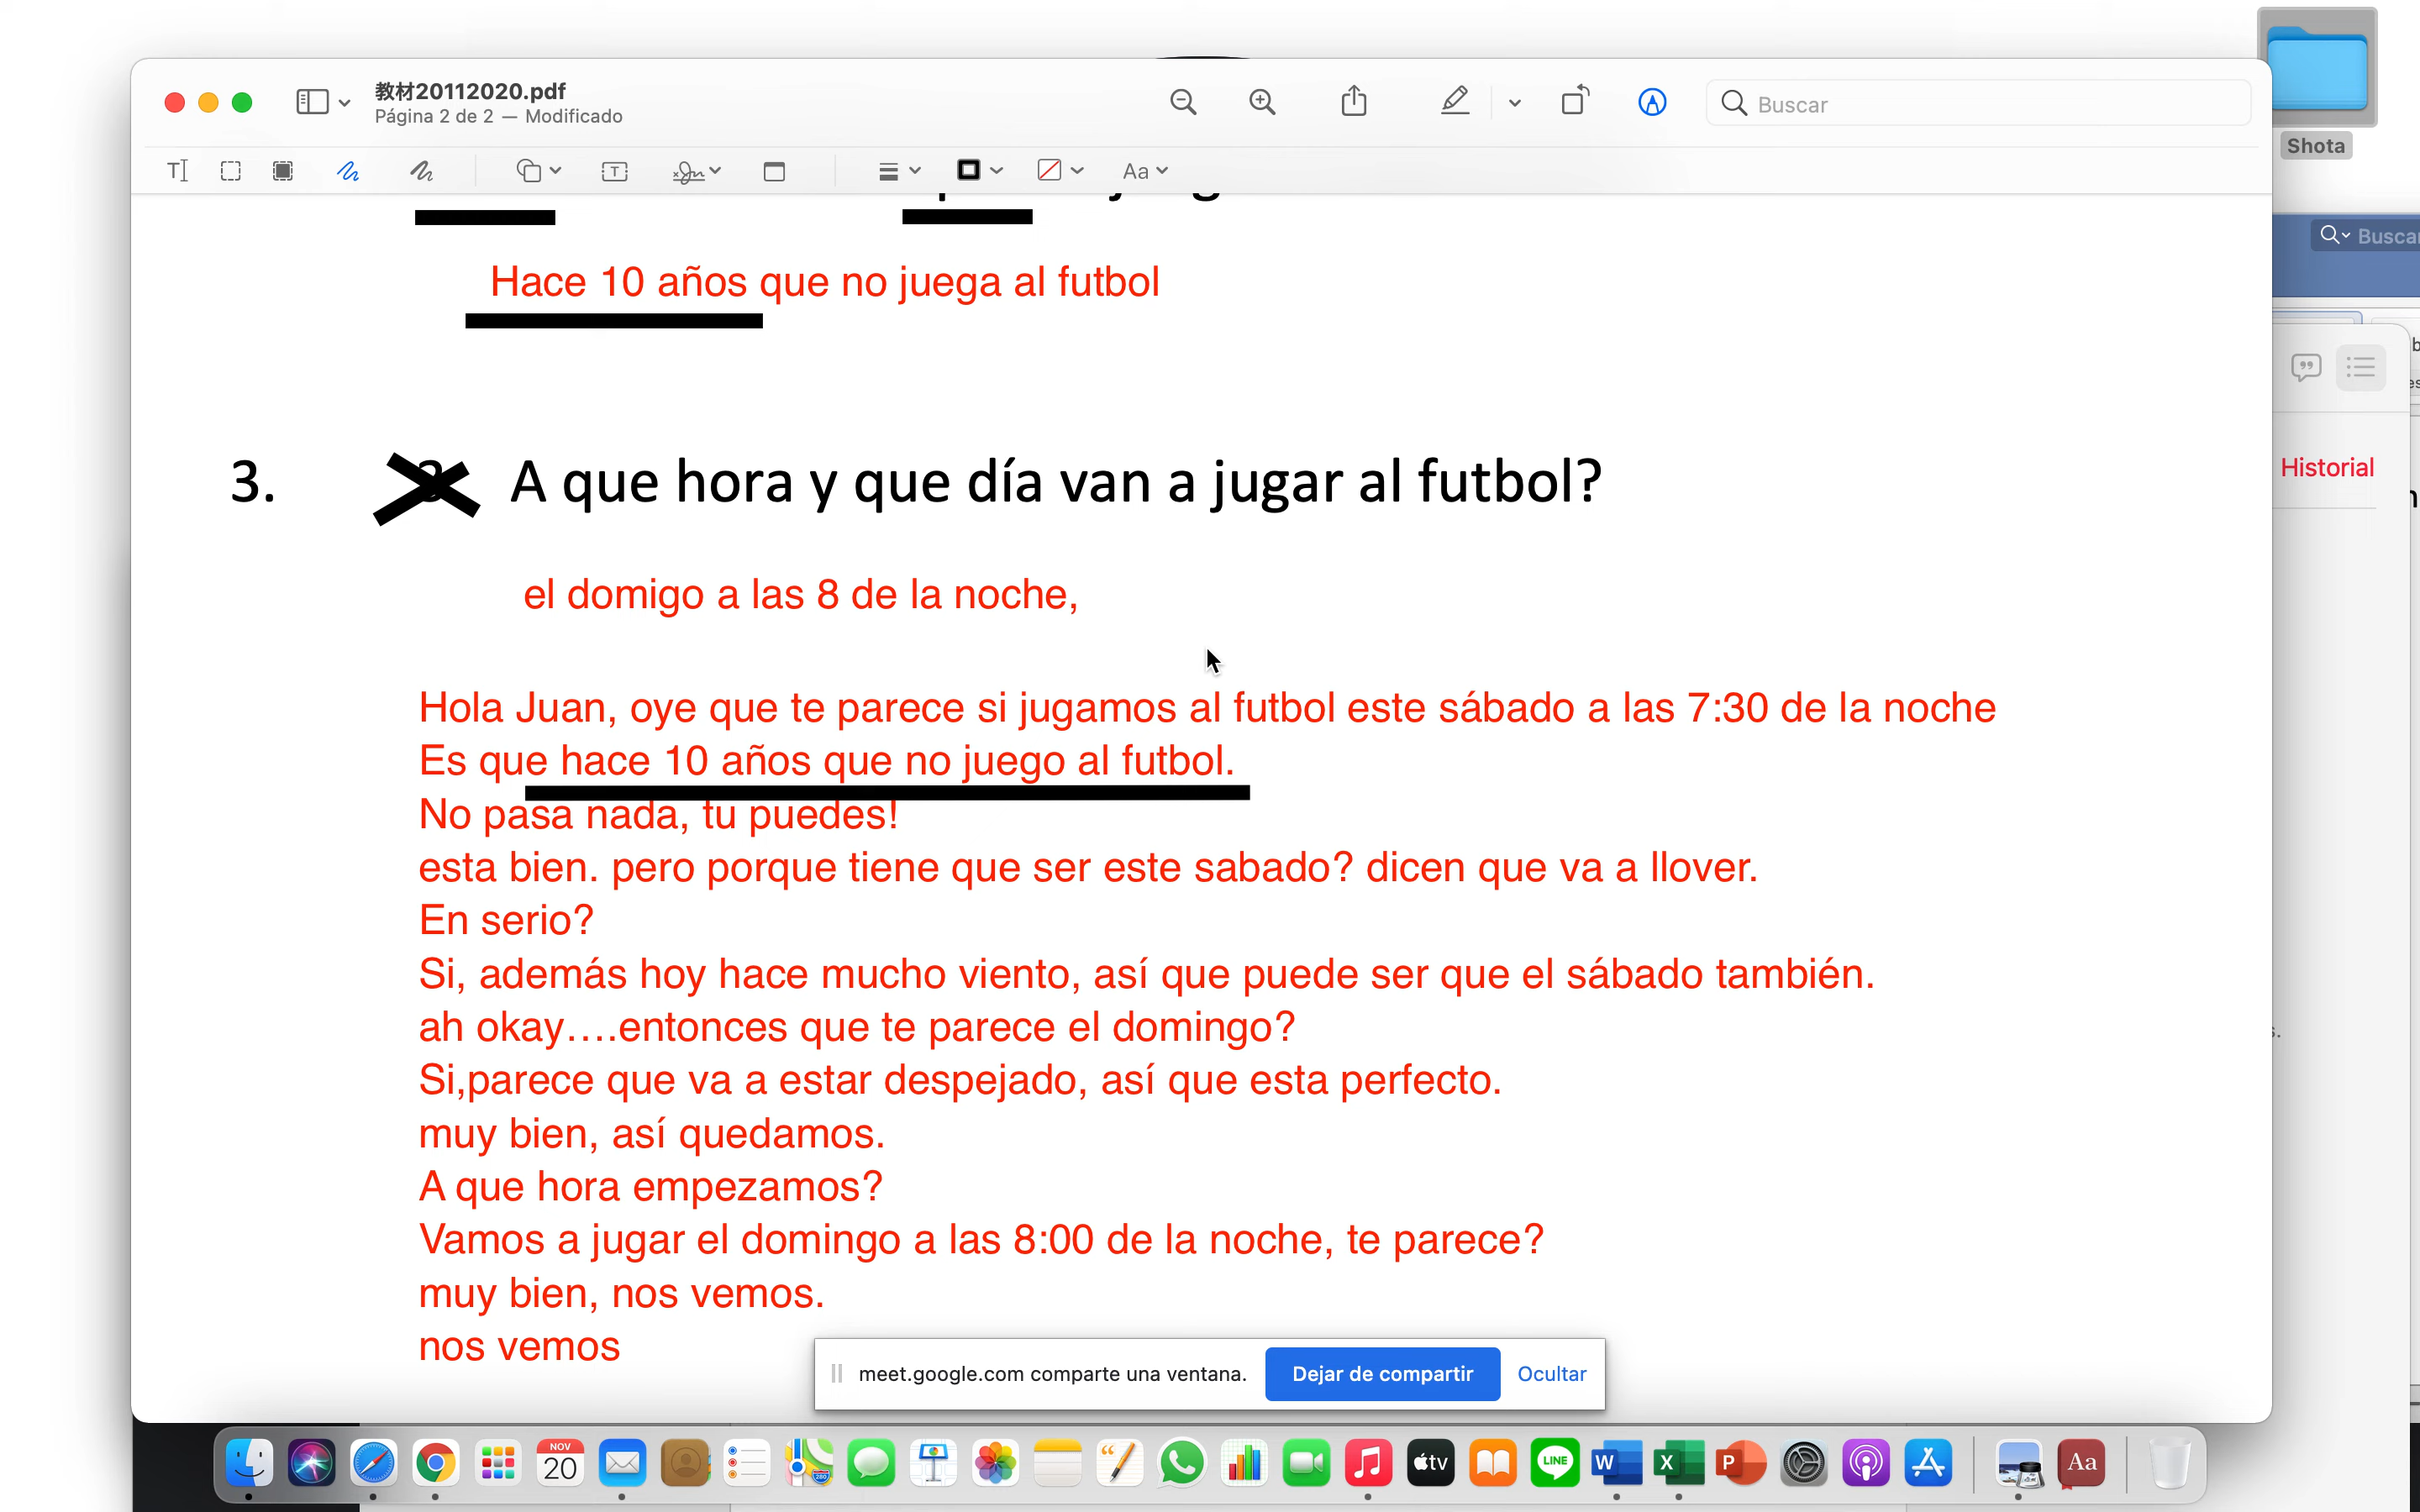 Shota
教材20112020.pdf
Página 2 de 2 — Modificado
Buscar
Aa
Buscar
Hace 10 años que no juega al futbol
3. A que hora y que día van a jugar al futbol?
Historial
el domigo a las 8 de la noche,
Hola Juan, oye que te parece si jugamos al futbol este sábado a las 7:30 de la noche
Es que hace 10 años que no juego al futbol.
No pasa nada, tu puedes!
esta bien. pero porque tiene que ser este sabado? dicen que va a llover.
En serio?
Si, además hoy hace mucho viento, así que puede ser que el sábado también.
ah okay....entonces que te parece el domingo?
Si,parece que va a estar despejado, así que esta perfecto.
muy bien, así quedamos.
A que hora empezamos?
Vamos a jugar el domingo a las 8:00 de la noche, te parece?
muy bien, nos vemos.
nos vemos
meet.google.com comparte una ventana. Dejar de compartir Ocultar
NOV
20
280
tv
LINE
W
X
P
Aa